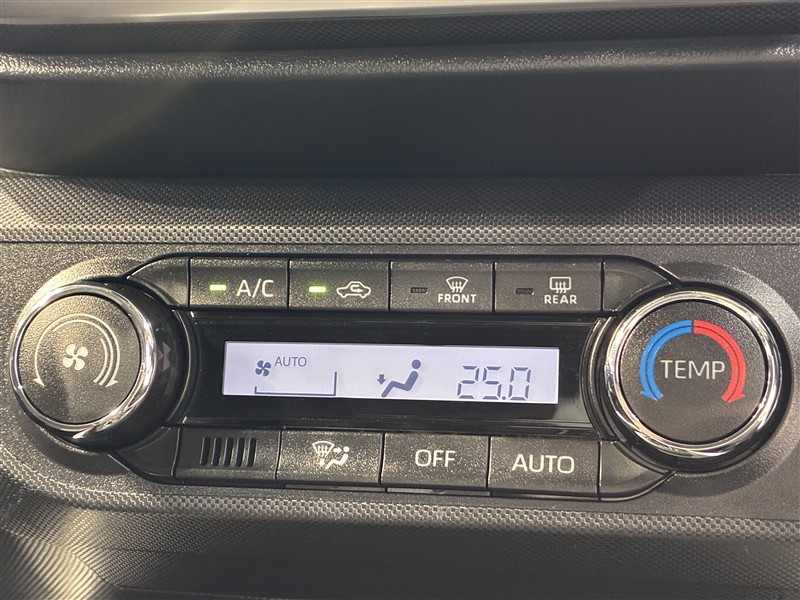 A/C
FRONT
REAR
AUTO
25.0
TEMP
OFF
AUTO